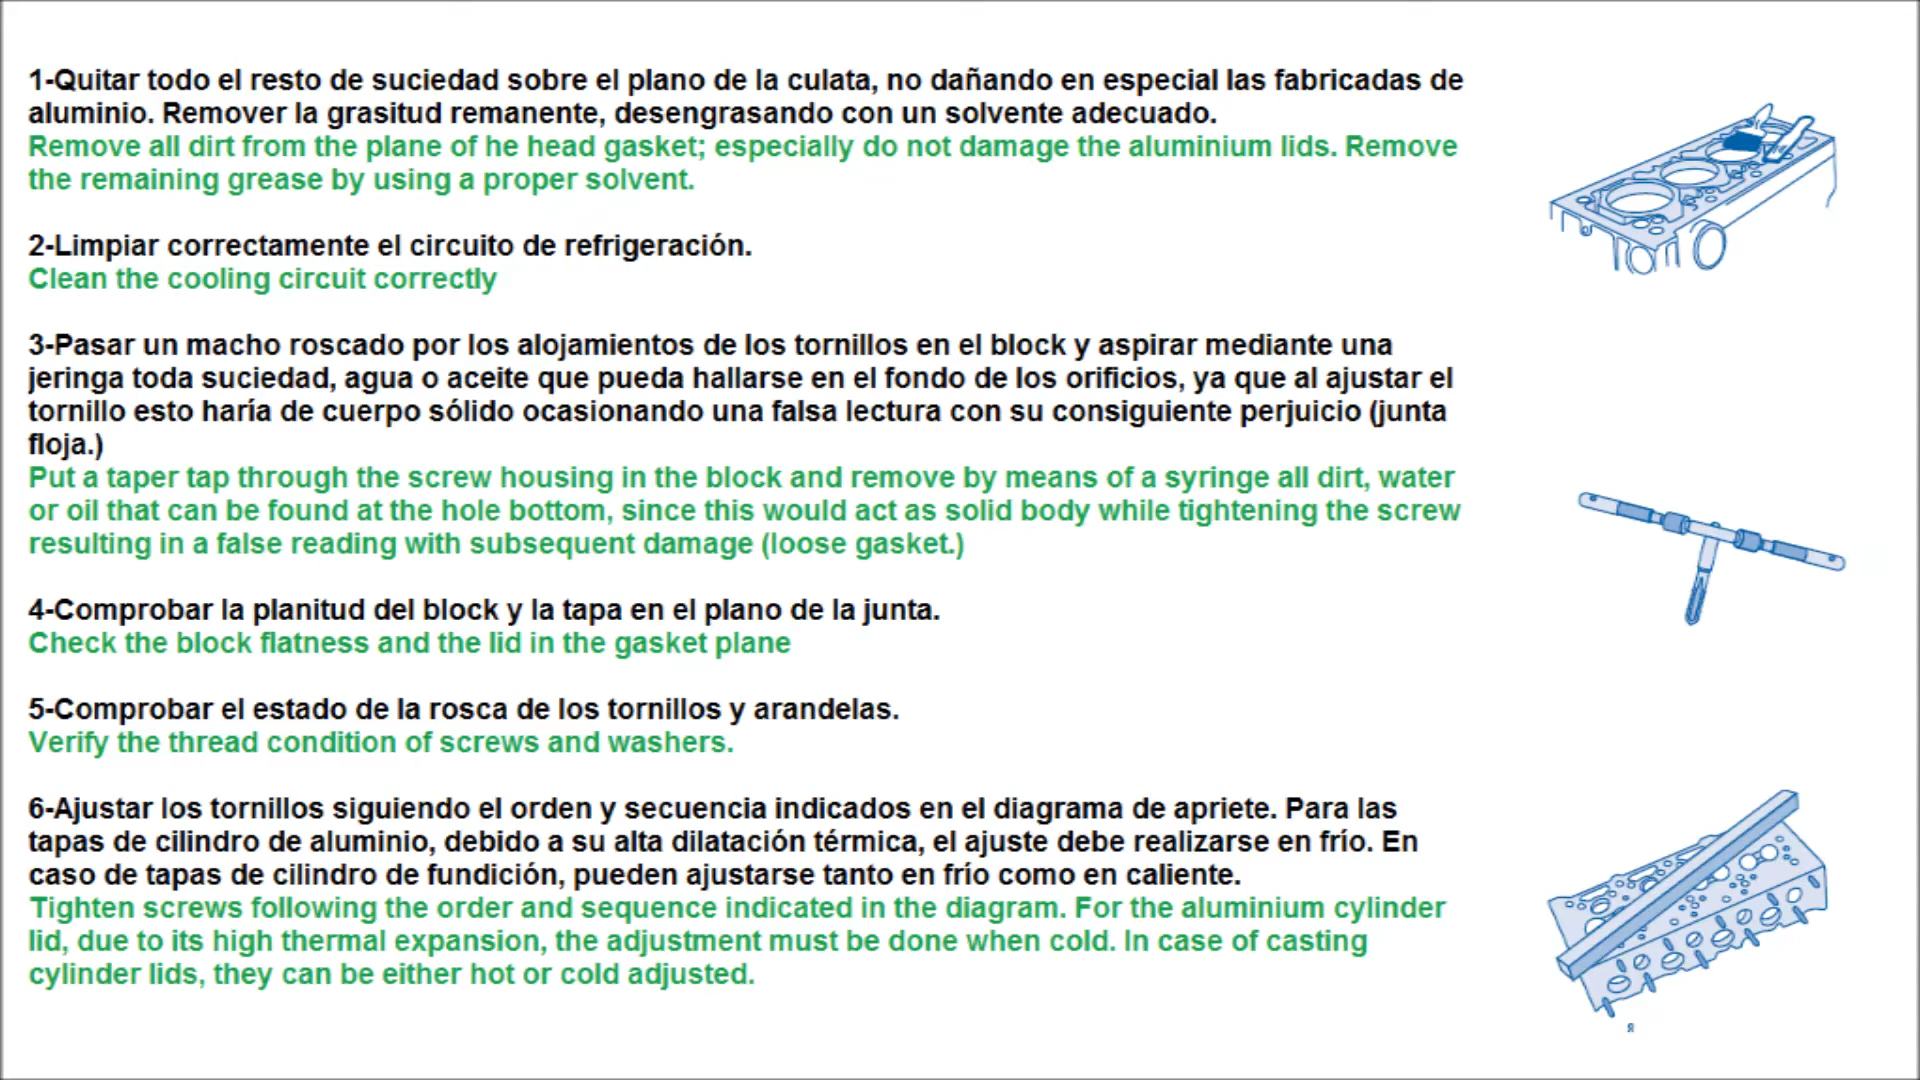 1-Quitar todo el resto de suciedad sobre el plano de la culata, no dañando en especial las fabricadas de
aluminio. Remover la grasitud remanente, desengrasando con un solvente adecuado.
Remove all dirt from the plane of he head gasket; especially do not damage the aluminium lids. Remove
the remaining grease by using a proper solvent.
2-Limpiar correctamente el circuito de refrigeración.
Clean the cooling circuit correctly
3-Pasar un macho roscado por los alojamientos de los tornillos en el block y aspirar mediante una
jeringa toda suciedad, agua o aceite que pueda hallarse en el fondo de los orificios, ya que al ajustar el
tornillo esto haría de cuerpo sólido ocasionando una falsa lectura con su consiguiente perjuicio (junta
floja.)
Put a taper tap through the screw housing in the block and remove by means of a syringe all dirt, water
or oil that can be found at the hole bottom, since this would act as solid body while tightening the screw
resulting in a false reading with subsequent damage (loose gasket.)
4-Comprobar la planitud del block y la tapa en el plano de la junta.
Check the block flatness and the lid in the gasket plane
5-Comprobar el estado de la rosca de los tornillos y arandelas.
Verify the thread condition of screws and washers.
6-Ajustar los tornillos siguiendo el orden y secuencia indicados en el diagrama de apriete. Para las
tapas de cilindro de aluminio, debido a su alta dilatación térmica, el ajuste debe realizarse en frío. En
caso de tapas de cilindro de fundición, pueden ajustarse tanto en frío como en caliente.
Tighten screws following the order and sequence indicated in the diagram. For the aluminium cylinder
lid, due to its high thermal expansion, the adjustment must be done when cold. In case of casting
cylinder lids, they can be either hot or cold adjusted.